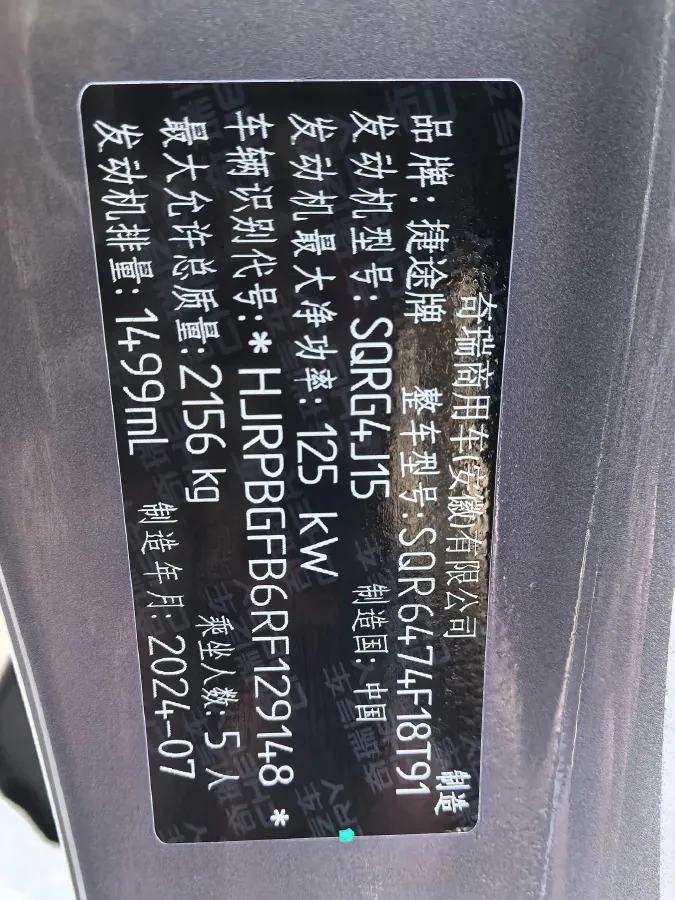 奇瑞商用车(安徽)有限公司 制造
品牌：捷途牌 整车型号：SQR6474F18T91
发动机型号：SQRG4J15 制造国：中国
发动机最大净功率：125 kW
车辆识别代号：*HJRPBGFB6RF129148*
最大允许总质量：2156 kg 乘坐人数：5 人
发动机排量：1499mL 制造年月：2024-07